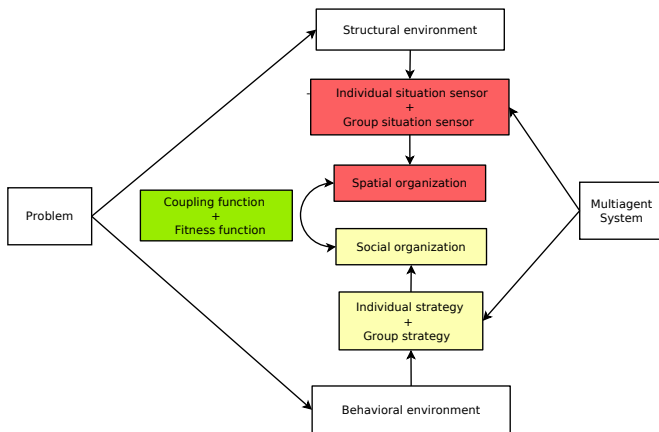 Structural environment
Individual situation sensor
+
Group situation sensor
Spatial organization
Coupling function
+
Fitness function
Problem
Multiagent
System
Social organization
Individual strategy
+
Group strategy
Behavioral environment